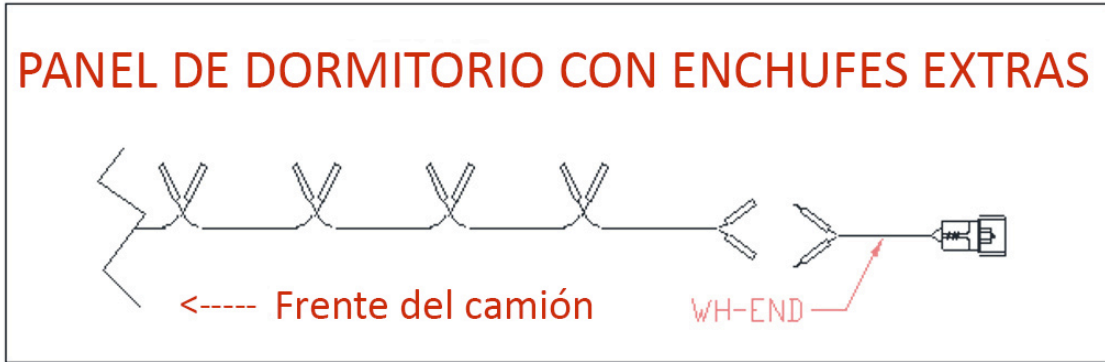 PANEL DE DORMITORIO CON ENCHUFES EXTRAS
<----- Frente del camión
WH-END